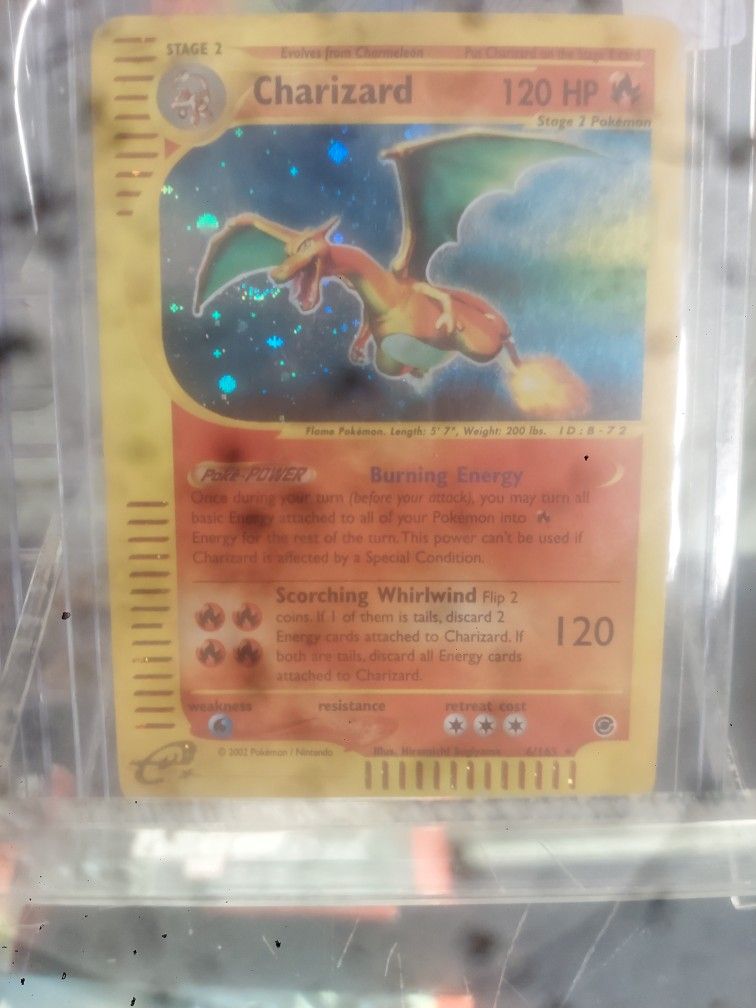 STAGE 2 Evolves from Charmeleon Put Charizard on the Stage 1 card
Charizard 120 HP
Stage 2 Pokémon
Flame Pokémon. Length: 5' 7", Weight: 200 lbs. ID:B-72
Poké-POWER Burning Energy
Once during your turn (before your attack), you may turn all
basic Energy attached to all of your Pokémon into
Energy for the rest of the turn. This power can't be used if
Charizard is affected by a Special Condition.
Scorching Whirlwind Flip 2
coins. If 1 of them is tails, discard 2
Energy cards attached to Charizard. If
both are tails, discard all Energy cards
attached to Charizard.
120
weakness resistance retreat cost
© 2002 Pokémon / Nintendo Illus. Hiromichi Sugiyama 6/165